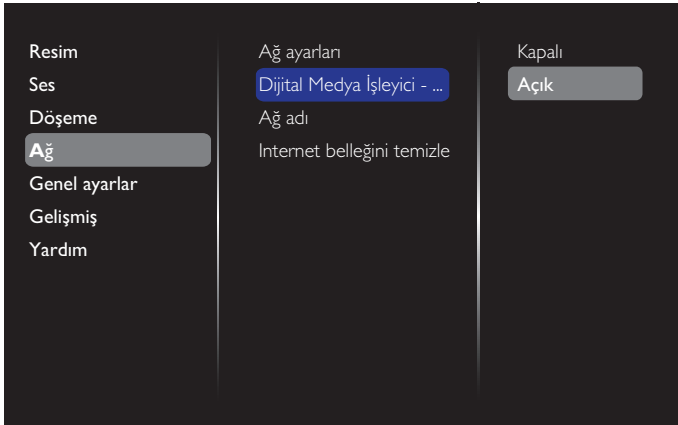 Resim
Ses
Döşeme
Ağ
Genel ayarlar
Gelişmiş
Yardım
Ağ ayarları
Dijital Medya İşleyici - ...
Ağ adı
Internet belleğini temizle
Kapalı
Açık